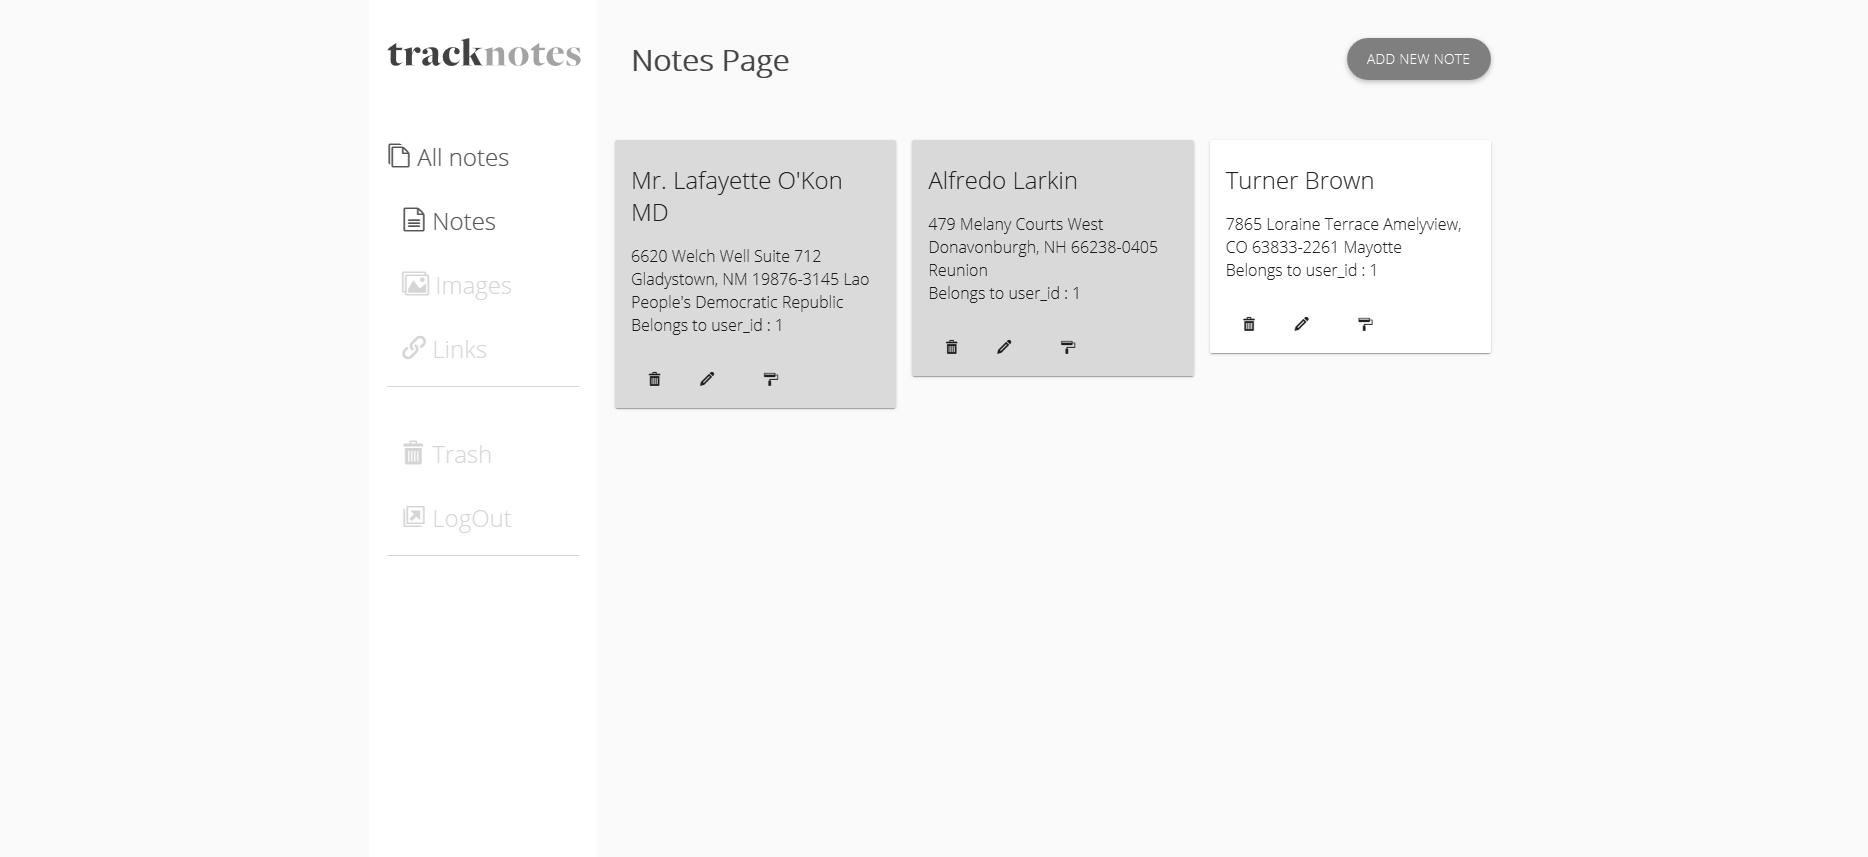 tracknotes
All notes
Notes
Images
Links
Trash
LogOut
Notes Page
ADD NEW NOTE
Mr. Lafayette O'Kon
MD
6620 Welch Well Suite 712
Gladystown, NM 19876-3145 Lao
People's Democratic Republic
Belongs to user_id : 1
Alfredo Larkin
479 Melany Courts West
Donavonburgh, NH 66238-0405
Reunion
Belongs to user_id : 1
Turner Brown
7865 Loraine Terrace Amelyview,
CO 63833-2261 Mayotte
Belongs to user_id : 1